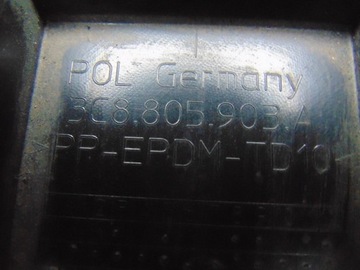 POL Germany
3C8.805.903.A
>PP-EPDM-TD10<